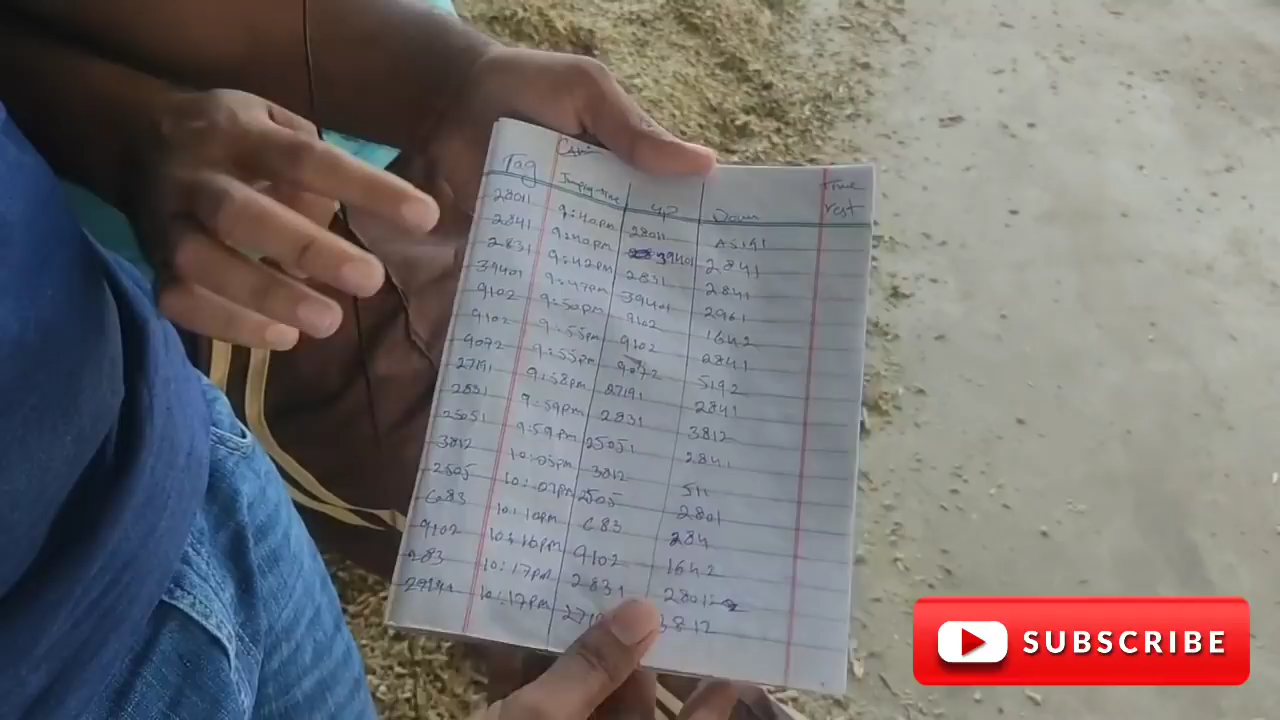 Tag Jumping time UP Down Time rest
28011 9:40pm 28011 A5191
2841 9:40pm 39401 2841
2831 9:42pm 2831 2841
39401 9:47pm 39401 2961
9102 9:50pm 9102 1642
9102 9:55pm 9102 2841
9072 9:55pm 9072 5192
27191 9:58pm 27191 2841
2831 9:59pm 2831 3812
25051 9:59pm 25051 2841
3812 10:05pm 3812 511
2505 10:07pm 2505 2801
683 10:10pm 683 284
9102 10:16pm 9102 1642
283 10:17pm 2831 2801
10:17pm 3812
SUBSCRIBE